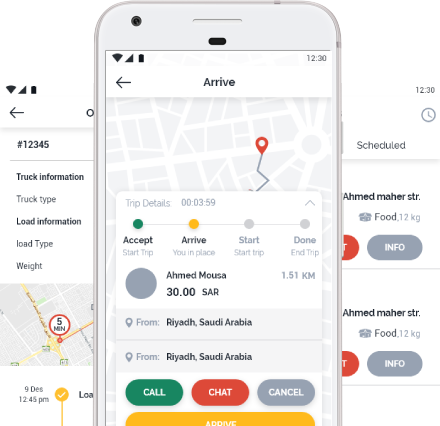 12:30
Arrive
Trip Details 00:03:59
Accept Arrive Start Done
Start Trip You in place Start trip End Trip
Ahmed Mousa 1.51 KM
30.00 SAR
From: Riyadh, Saudi Arabia
From: Riyadh, Saudi Arabia
CALL CHAT CANCEL
ARRIVE
O
#12345
Truck information
Truck type
Load information
load Type
Weight
5
MIN
9 Des
12:45 pm
Loa
12:30
Scheduled
Ahmed maher str.
Food,12 kg
T INFO
Ahmed maher str.
Food,12 kg
T INFO